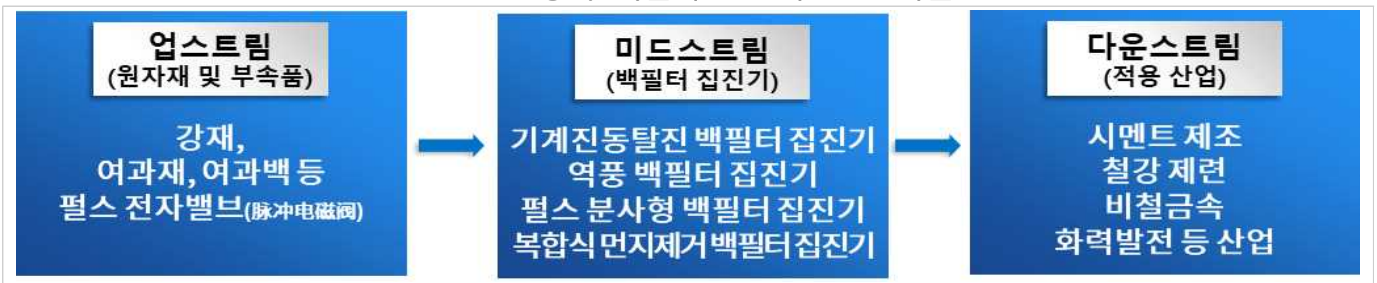 업스트림
(원자재 및 부속품)
강재,
여과재, 여과백 등
펄스 전자밸브(脉冲电磁阀)
미드스트림
(백필터 집진기)
기계진동탈진 백필터 집진기
역풍 백필터 집진기
펄스 분사형 백필터 집진기
복합식 먼지제거 백필터 집진기
다운스트림
(적용 산업)
시멘트 제조
철강 제련
비철금속
화력발전 등 산업